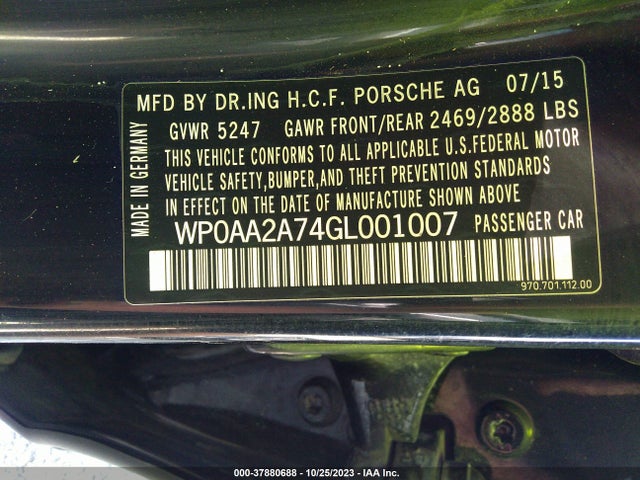 MFD BY DR.ING H.C.F. PORSCHE AG 07/15
GVWR 5247 GAWR FRONT/REAR 2469/2888 LBS
THIS VEHICLE CONFORMS TO ALL APPLICABLE U.S.FEDERAL MOTOR
VEHICLE SAFETY,BUMPER,AND THEFT PREVENTION STANDARDS
IN EFFECT ON THE DATE OF MANUFACTURE SHOWN ABOVE
WP0AA2A74GL001007 PASSENGER CAR
970.701.112.00
MADE IN GERMANY
000-37880688 - 10/25/2023 - IAA Inc.